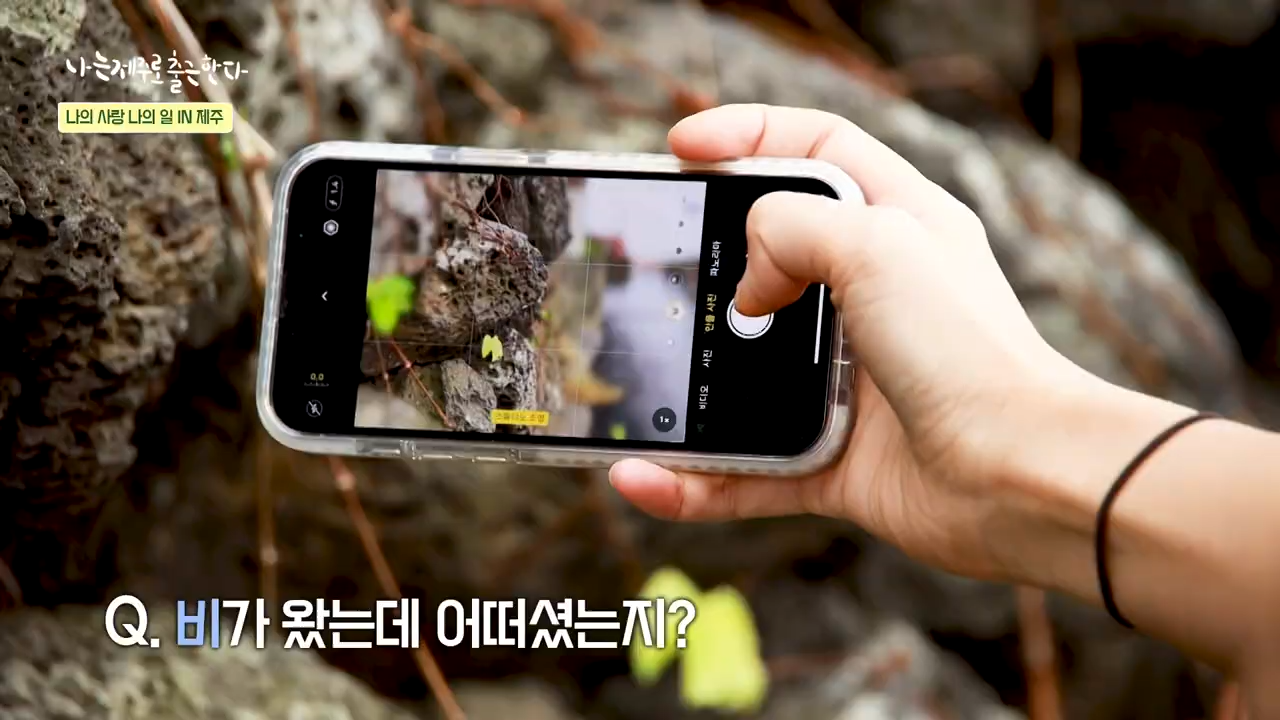 나는 제주로 출근한다
나의 사랑 나의 일 IN 제주
파노라마
인물 사진
사진
비디오
1x
Q. 비가 왔는데 어떠셨는지?